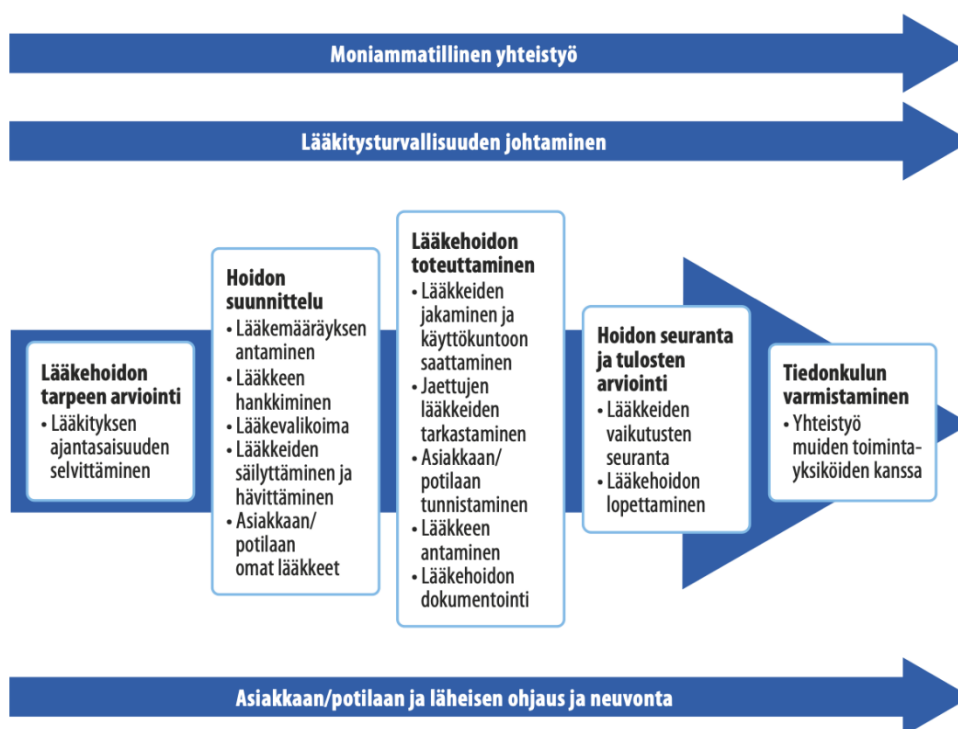 Moniammatillinen yhteistyö
Lääkitysturvallisuuden johtaminen
Lääkehoidon
tarpeen arviointi
• Lääkityksen
ajantasaisuuden
selvittäminen
Hoidon
suunnittelu
• Lääkemääräyksen
antaminen
• Lääkkeen
hankkiminen
• Lääkevalikoima
• Lääkkeiden
säilyttäminen ja
hävittäminen
• Asiakkaan/
potilaan
omat lääkkeet
Lääkehoidon
toteuttaminen
• Lääkkeiden
jakaminen ja
käyttökuntoon
saattaminen
• Jaettujen
lääkkeiden
tarkastaminen
• Asiakkaan/
potilaan
tunnistaminen
• Lääkkeen
antaminen
• Lääkehoidon
dokumentointi
Hoidon seuranta
ja tulosten
arviointi
• Lääkkeiden
vaikutusten
seuranta
• Lääkehoidon
lopettaminen
Tiedonkulun
varmistaminen
• Yhteistyö
muiden toiminta-
yksiköiden kanssa
Asiakkaan/potilaan ja läheisen ohjaus ja neuvonta